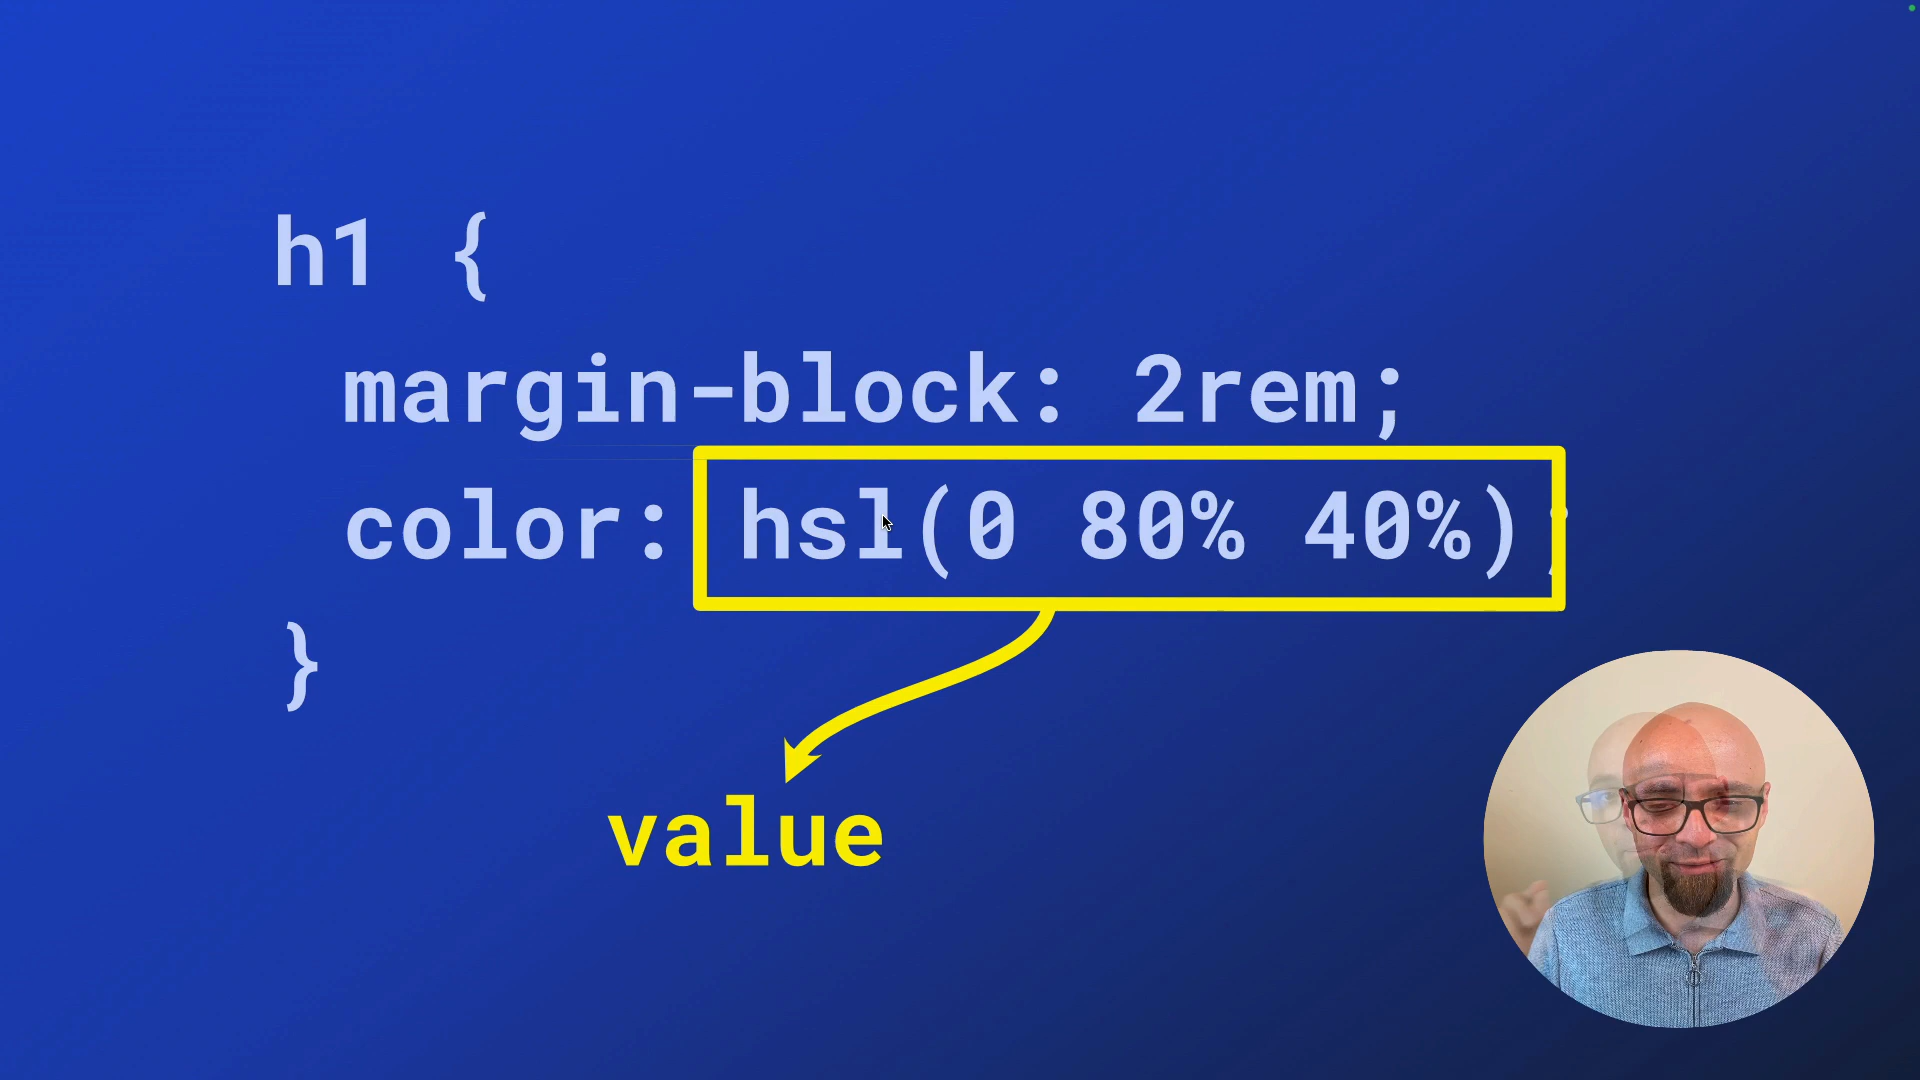 h1 {
margin-block: 2rem;
color: hsl(0 80% 40%);
}
value